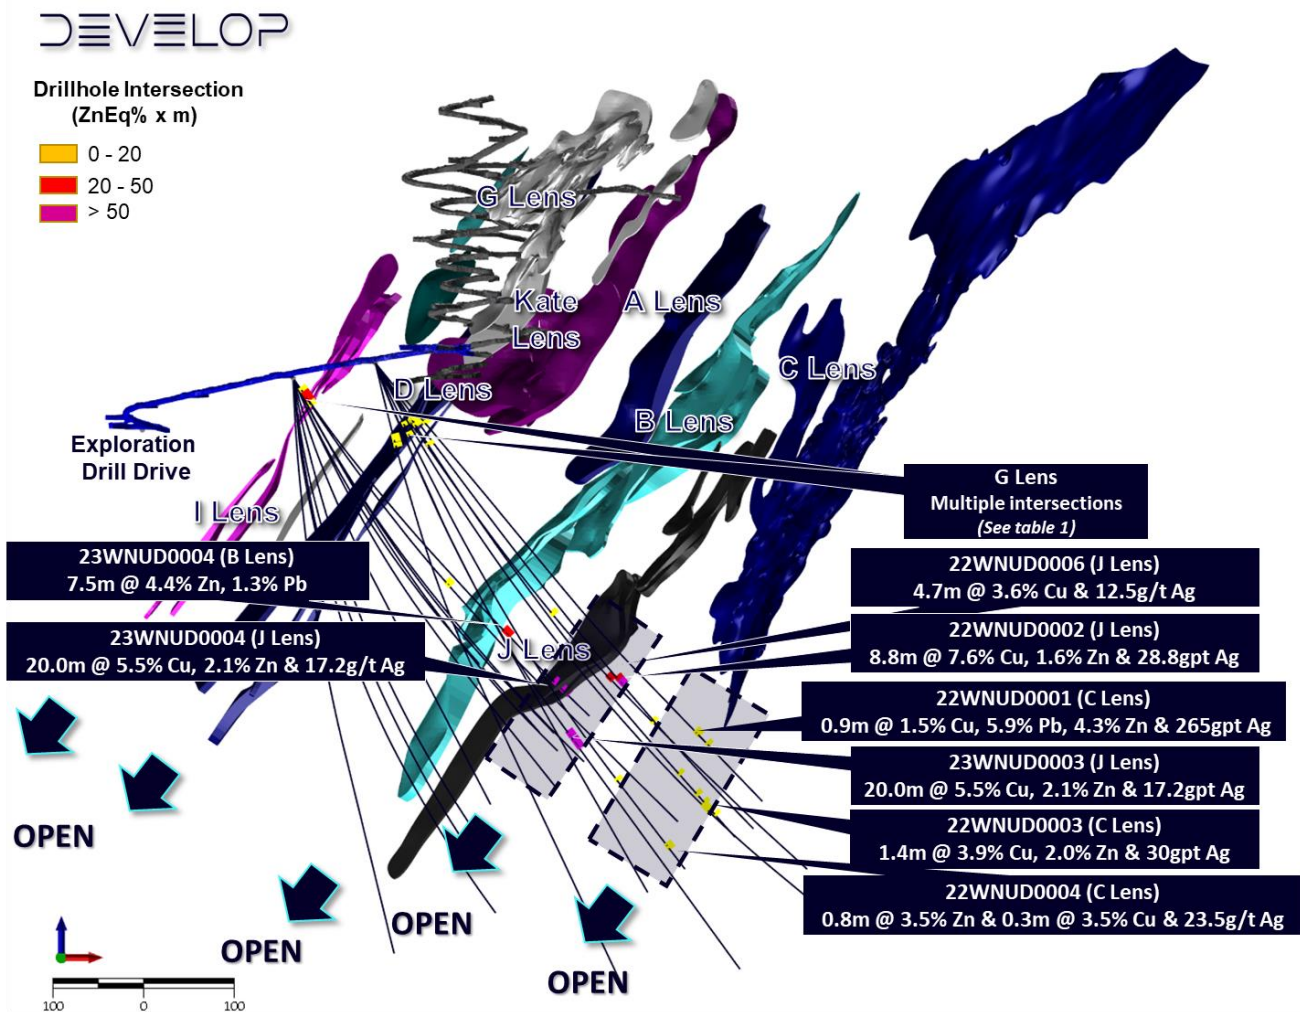 DEVELOP
Drillhole Intersection
(ZnEq% x m)
0 - 20
20 - 50
> 50
G Lens
Kate
Lens
A Lens
C Lens
D Lens
B Lens
Exploration
Drill Drive
I Lens
J Lens
G Lens
Multiple intersections
(See table 1)
23WNUD0004 (B Lens)
7.5m @ 4.4% Zn, 1.3% Pb
23WNUD0004 (J Lens)
20.0m @ 5.5% Cu, 2.1% Zn & 17.2g/t Ag
22WNUD0006 (J Lens)
4.7m @ 3.6% Cu & 12.5g/t Ag
22WNUD0002 (J Lens)
8.8m @ 7.6% Cu, 1.6% Zn & 28.8gpt Ag
22WNUD0001 (C Lens)
0.9m @ 1.5% Cu, 5.9% Pb, 4.3% Zn & 265gpt Ag
23WNUD0003 (J Lens)
20.0m @ 5.5% Cu, 2.1% Zn & 17.2gpt Ag
22WNUD0003 (C Lens)
1.4m @ 3.9% Cu, 2.0% Zn & 30gpt Ag
22WNUD0004 (C Lens)
0.8m @ 3.5% Zn & 0.3m @ 3.5% Cu & 23.5g/t Ag
OPEN
OPEN
OPEN
OPEN
100 0 100